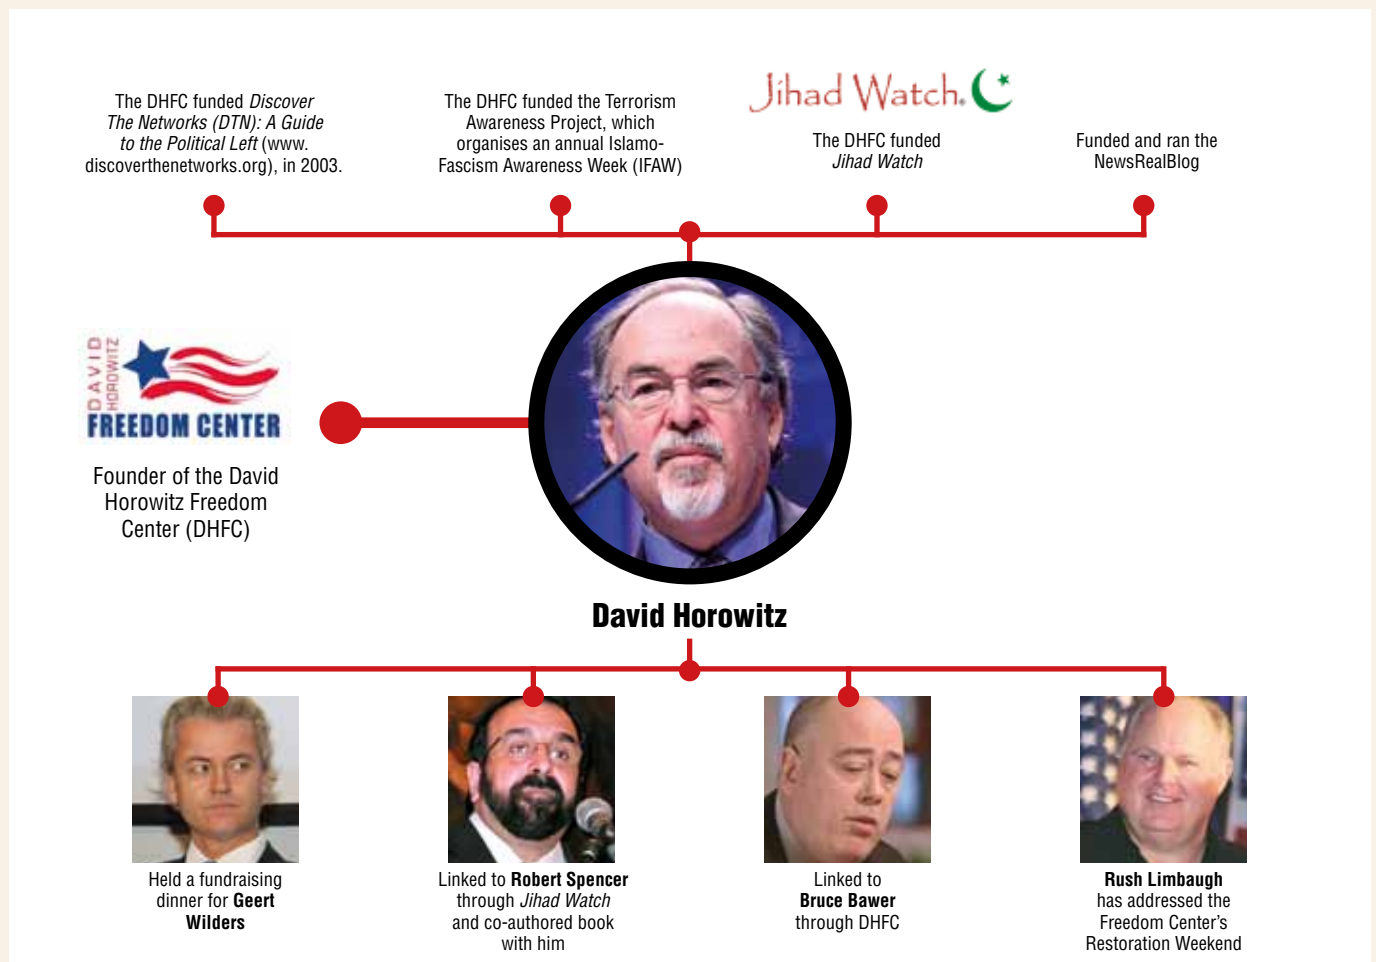 The DHFC funded Discover
The Networks (DTN): A Guide
to the Political Left (www.
discoverthenetworks.org), in 2003.
The DHFC funded the Terrorism
Awareness Project, which
organises an annual Islamo-
Fascism Awareness Week (IFAW)
Jihad Watch.
The DHFC funded
Jihad Watch
Funded and ran the
NewsRealBlog
DAVID
HOROWITZ
FREEDOM CENTER
Founder of the David
Horowitz Freedom
Center (DHFC)
David Horowitz
Held a fundraising
dinner for Geert
Wilders
Linked to Robert Spencer
through Jihad Watch
and co-authored book
with him
Linked to
Bruce Bawer
through DHFC
Rush Limbaugh
has addressed the
Freedom Center’s
Restoration Weekend